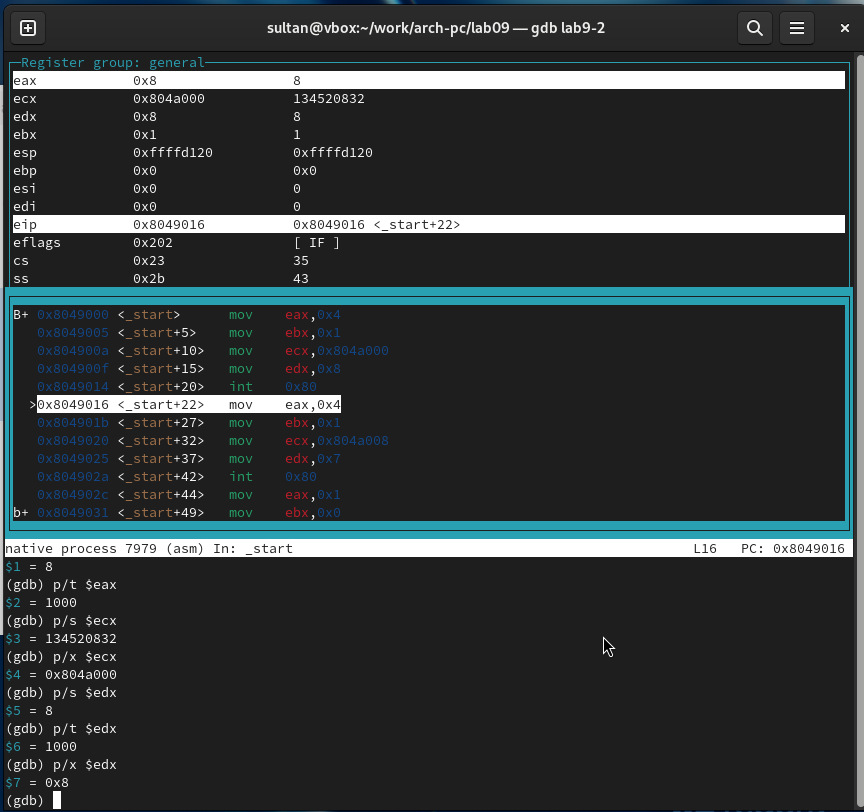 sultan@vbox:~/work/arch-pc/lab09 — gdb lab9-2
Register group: general
eax 0x8 8
ecx 0x804a000 134520832
edx 0x8 8
ebx 0x1 1
esp 0xffffd120 0xffffd120
ebp 0x0 0x0
esi 0x0 0
edi 0x0 0
eip 0x8049016 0x8049016 <_start+22>
eflags 0x202 [ IF ]
cs 0x23 35
ss 0x2b 43
B+ 0x8049000 <_start> mov eax,0x4
0x8049005 <_start+5> mov ebx,0x1
0x804900a <_start+10> mov ecx,0x804a000
0x804900f <_start+15> mov edx,0x8
0x8049014 <_start+20> int 0x80
>0x8049016 <_start+22> mov eax,0x4
0x804901b <_start+27> mov ebx,0x1
0x8049020 <_start+32> mov ecx,0x804a008
0x8049025 <_start+37> mov edx,0x7
0x804902a <_start+42> int 0x80
0x804902c <_start+44> mov eax,0x1
b+ 0x8049031 <_start+49> mov ebx,0x0
native process 7979 (asm) In: _start L16 PC: 0x8049016
$1 = 8
(gdb) p/t $eax
$2 = 1000
(gdb) p/s $ecx
$3 = 134520832
(gdb) p/x $ecx
$4 = 0x804a000
(gdb) p/s $edx
$5 = 8
(gdb) p/t $edx
$6 = 1000
(gdb) p/x $edx
$7 = 0x8
(gdb)